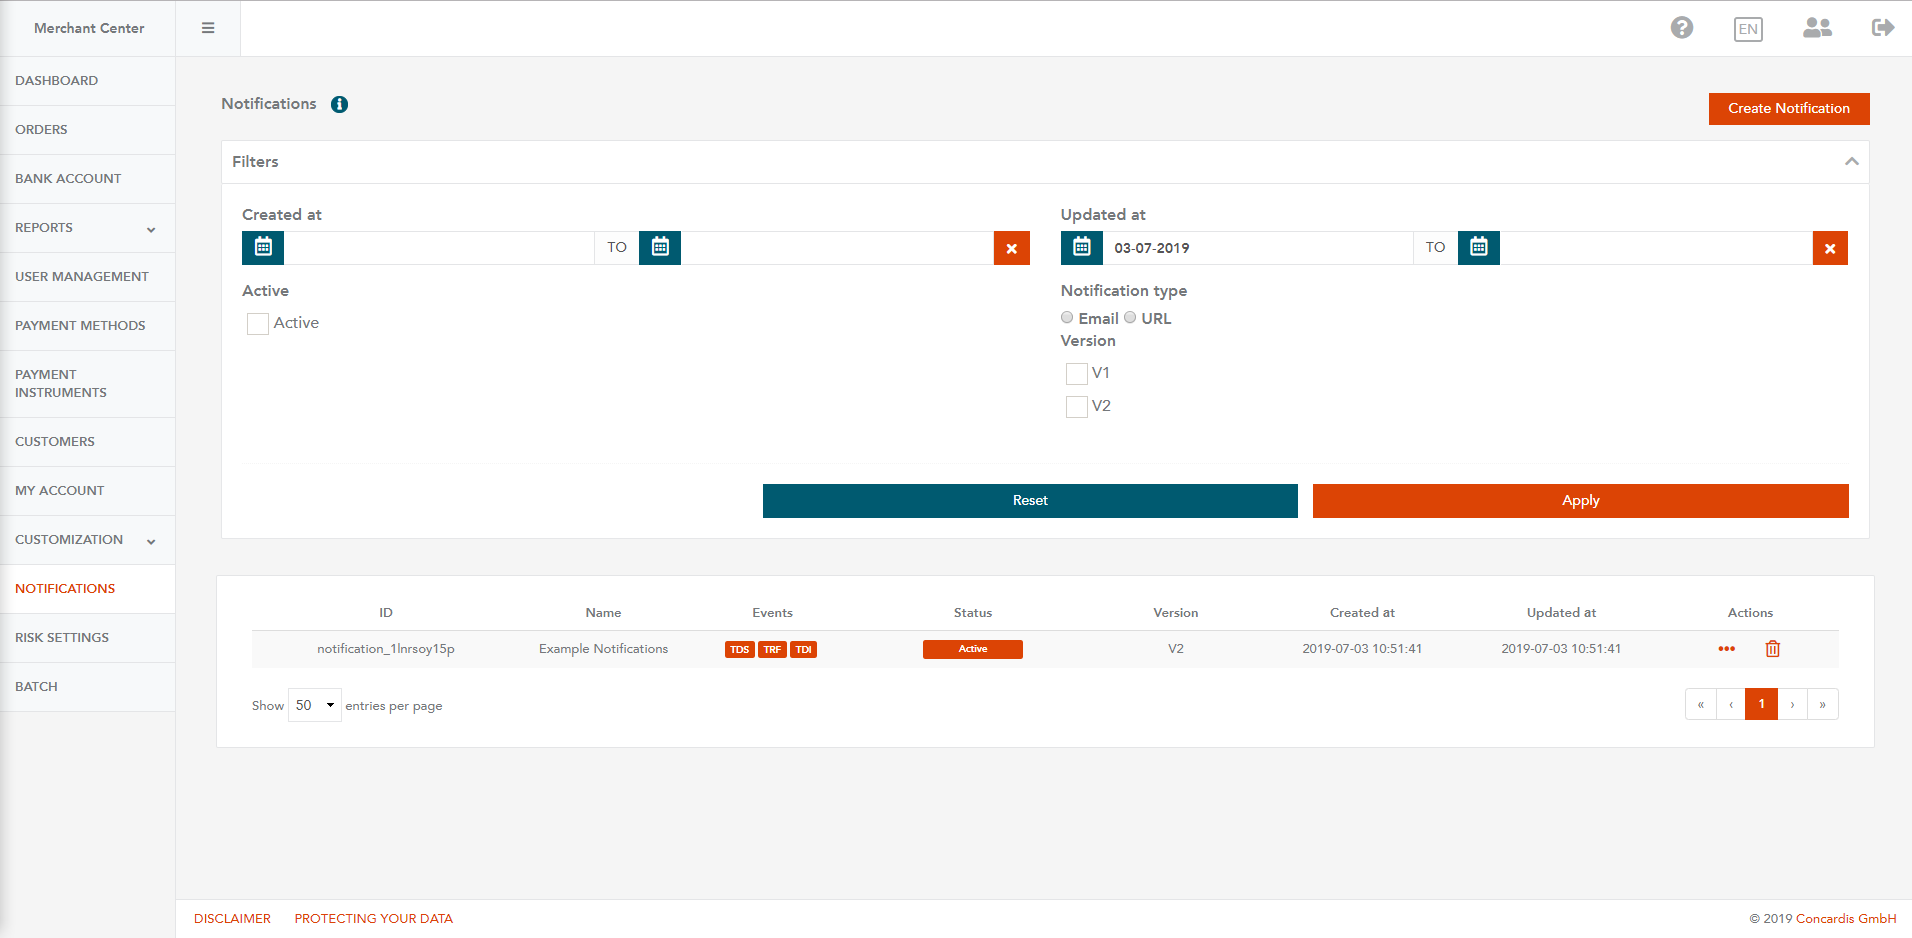 Merchant Center
EN
DASHBOARD
ORDERS
BANK ACCOUNT
REPORTS
USER MANAGEMENT
PAYMENT METHODS
PAYMENT
INSTRUMENTS
CUSTOMERS
MY ACCOUNT
CUSTOMIZATION
NOTIFICATIONS
RISK SETTINGS
BATCH
Notifications
Create Notification
Filters
Created at
TO
Updated at
03-07-2019 TO
Active
Active
Notification type
Email URL
Version
V1
V2
Reset Apply
ID Name Events Status Version Created at Updated at Actions
notification_1lnrsoy15p Example Notifications TDS TRF TDI Active V2 2019-07-03 10:51:41 2019-07-03 10:51:41
Show 50 entries per page « ‹ 1 › »
DISCLAIMER PROTECTING YOUR DATA © 2019 Concardis GmbH